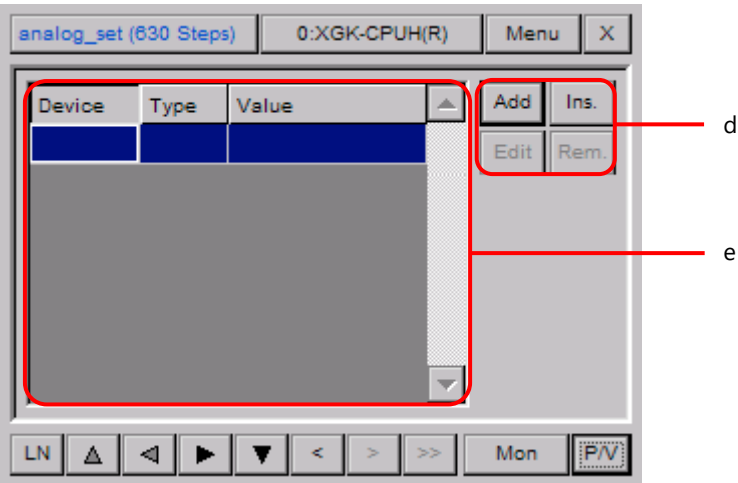 analog_set (630 Steps) 0:XGK-CPUH(R) Menu X
Device Type Value Add Ins.
d
Edit Rem.
e
LN < > >> Mon P/V